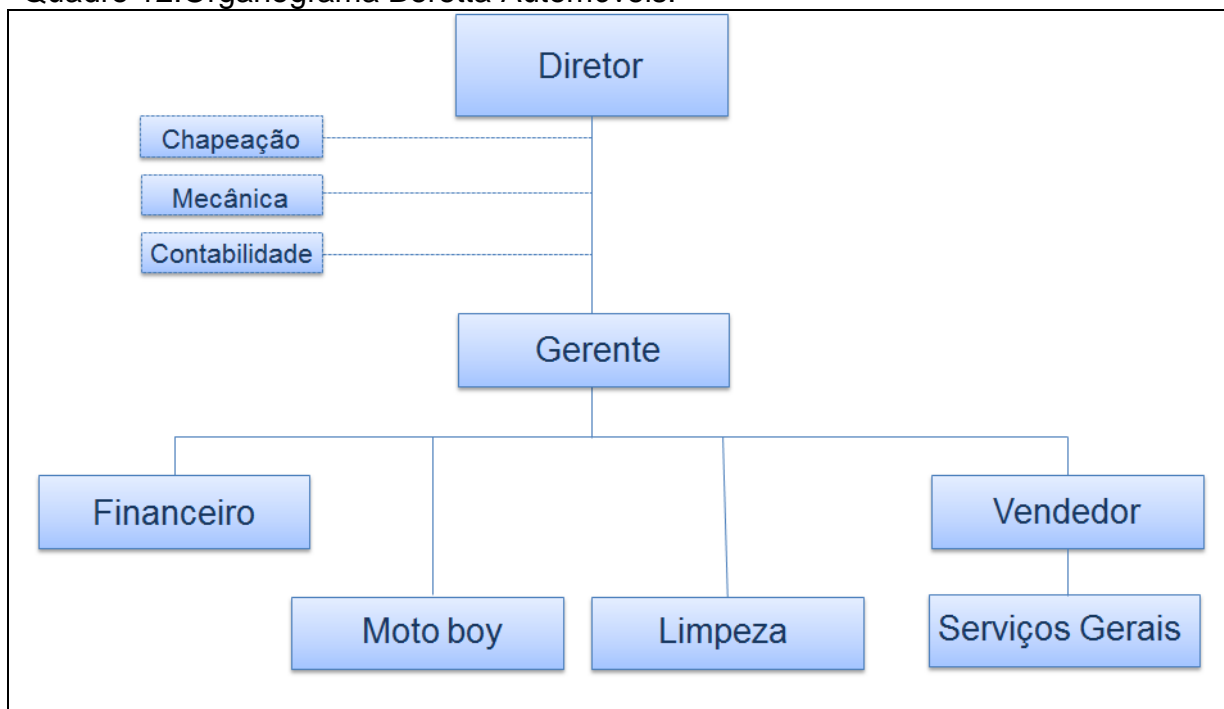 Quadro 12:Organograma Beretta Automóveis.
Diretor
Chapeação
Mecânica
Contabilidade
Gerente
Financeiro
Vendedor
Moto boy
Limpeza
Serviços Gerais